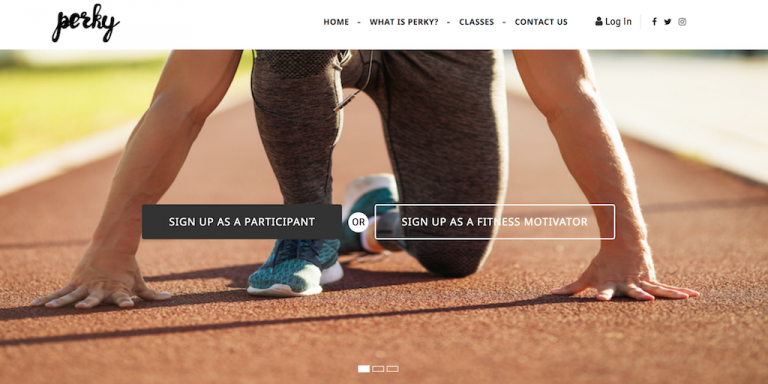 perky
HOME - WHAT IS PERKY? - CLASSES - CONTACT US Log In
SIGN UP AS A PARTICIPANT OR SIGN UP AS A FITNESS MOTIVATOR